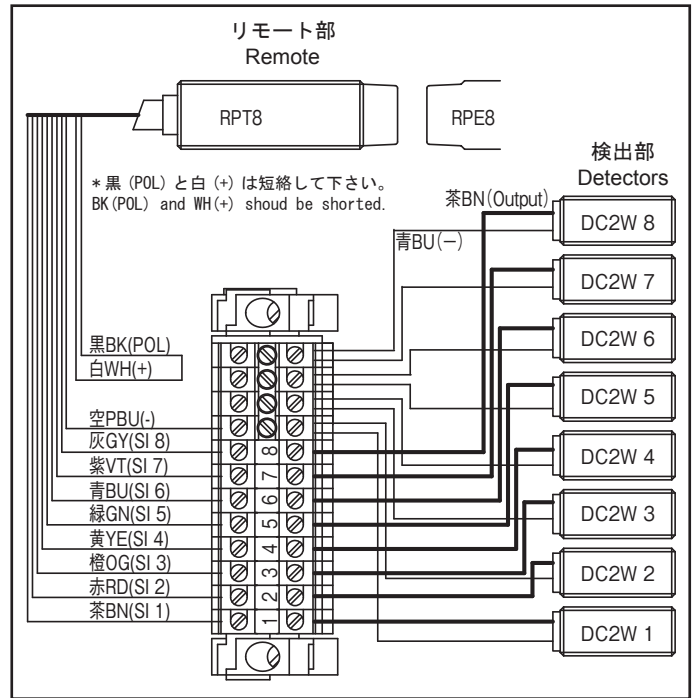 リモート部
Remote
RPT8
RPE8
検出部
Detectors
*黒 (POL) と白 (+) は短絡して下さい。
BK(POL) and WH(+) shoud be shorted.
茶BN(Output)
青BU(−)
DC2W 8
DC2W 7
DC2W 6
DC2W 5
DC2W 4
DC2W 3
DC2W 2
DC2W 1
黒BK(POL)
白WH(+)
空PBU(-)
灰GY(SI 8)
紫VT(SI 7)
青BU(SI 6)
緑GN(SI 5)
黄YE(SI 4)
橙OG(SI 3)
赤RD(SI 2)
茶BN(SI 1)
8
7
6
5
4
3
2
1